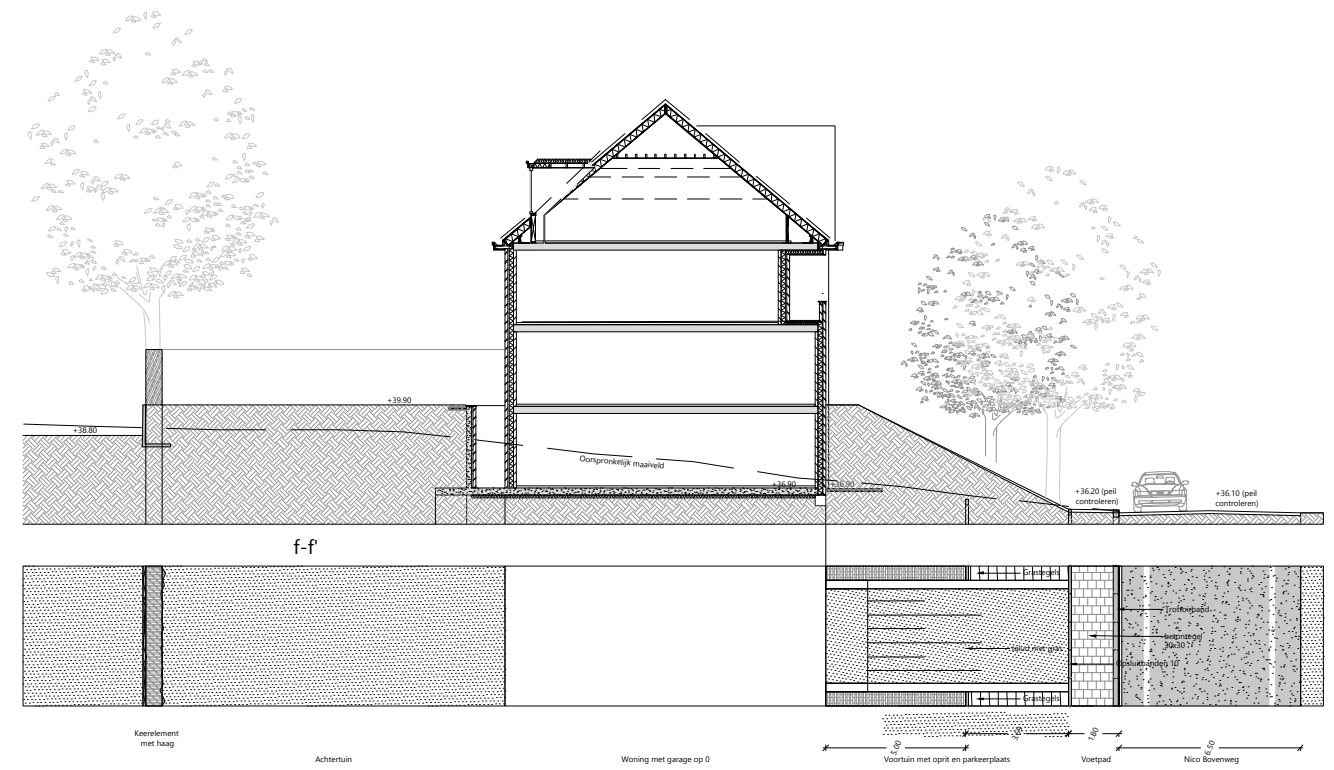 +39.90
+38.80
Oorspronkelijk maaiveld
+36.90
+36.90
+36.20 (peil
controleren)
+36.10 (peil
controleren)
f-f'
Grastegels
Trottoirband
betontegel
30x30
talud met gras
Opsluitbanden 10
Grastegels
Keerelement
met haag
5.00
1.80
6.50
Achtertuin
Woning met garage op 0
Voortuin met oprit en parkeerplaats
Voetpad
Nico Bovenweg